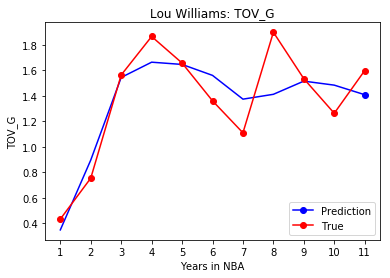 Lou Williams: TOV_G
TOV_G
1.8
1.6
1.4
1.2
1.0
0.8
0.6
0.4
1 2 3 4 5 6 7 8 9 10 11
Years in NBA
Prediction
True